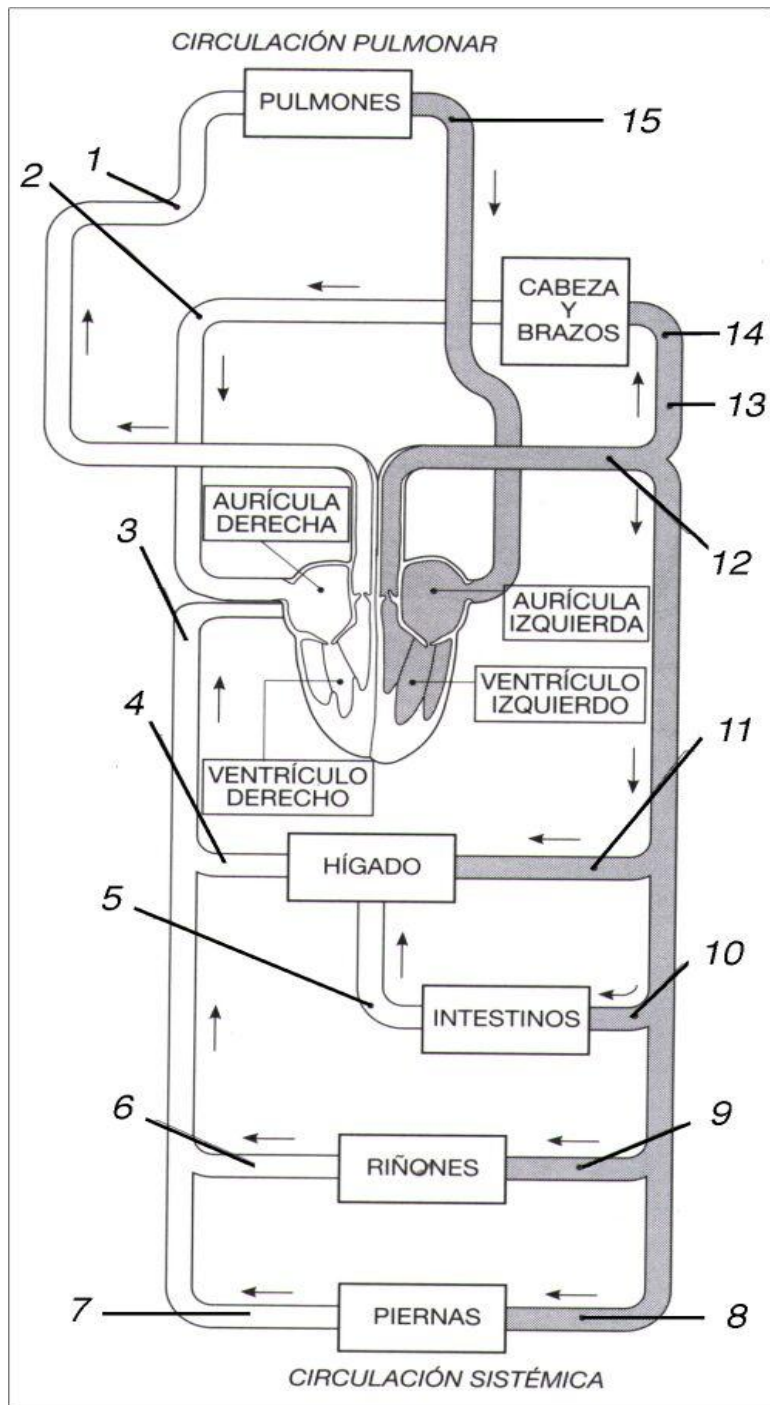 CIRCULACIÓN PULMONAR
PULMONES
15
1
2
CABEZA
Y
BRAZOS
14
13
AURÍCULA
DERECHA
3
12
AURÍCULA
IZQUIERDA
VENTRÍCULO
IZQUIERDO
4
11
VENTRÍCULO
DERECHO
HÍGADO
5
10
INTESTINOS
6
9
RIÑONES
7
PIERNAS
8
CIRCULACIÓN SISTÉMICA